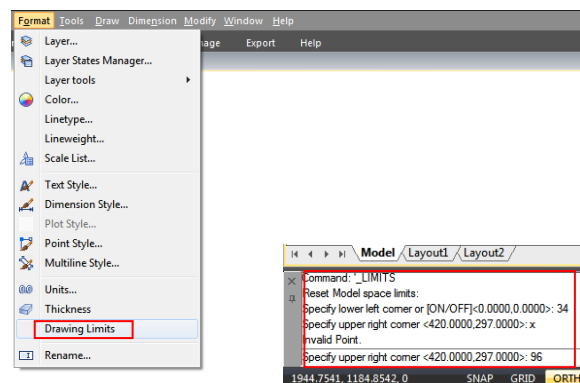 Format Tools Draw Dimension Modify Window Help
Layer...
age Export Help
Layer States Manager...
Layer tools
Color...
Linetype...
Lineweight...
Scale List...
Text Style...
Dimension Style...
Plot Style...
Point Style...
Multiline Style...
Units...
Thickness
Drawing Limits
Rename...
Model Layout1 Layout2
Command: '_LIMITS
Reset Model space limits:
Specify lower left corner or [ON/OFF]<0.0000,0.0000>: 34
Specify upper right corner <420.0000,297.0000>: x
Invalid Point.
Specify upper right corner <420.0000,297.0000>: 96
1944.7541, 1184.8542, 0 SNAP GRID ORTH